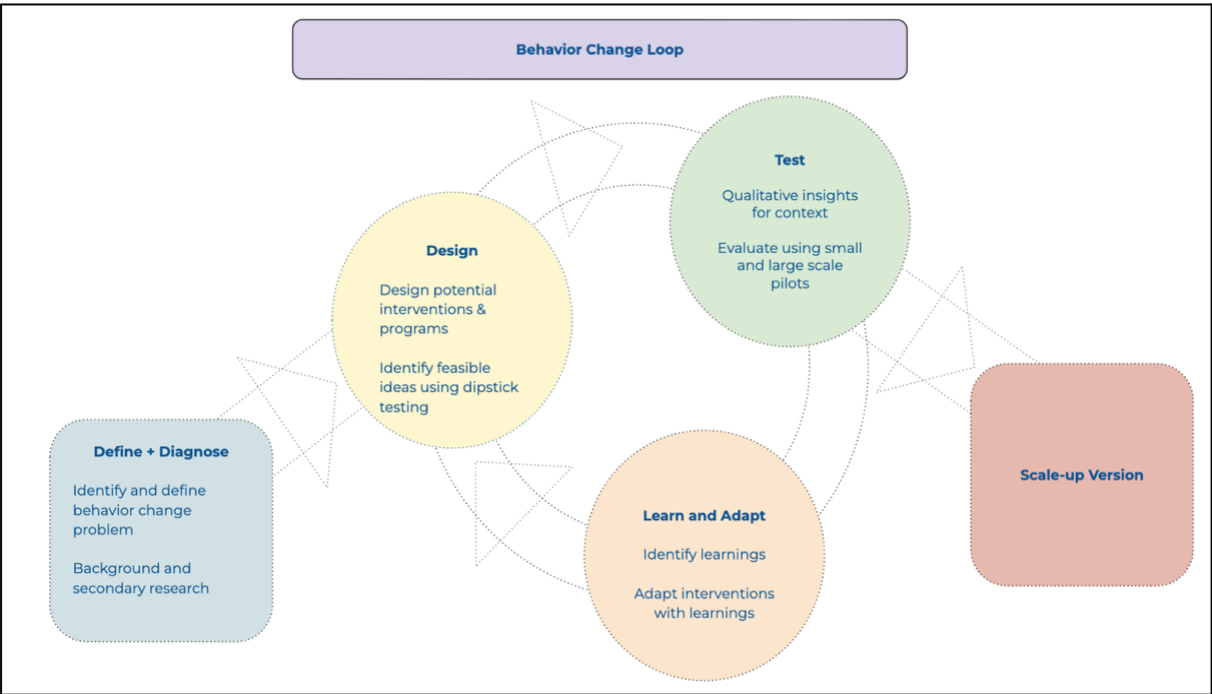 Behavior Change Loop
Define + Diagnose
Identify and define
behavior change
problem
Background and
secondary research
Design
Design potential
interventions &
programs
Identify feasible
ideas using dipstick
testing
Test
Qualitative insights
for context
Evaluate using small
and large scale
pilots
Learn and Adapt
Identify learnings
Adapt interventions
with learnings
Scale-up Version